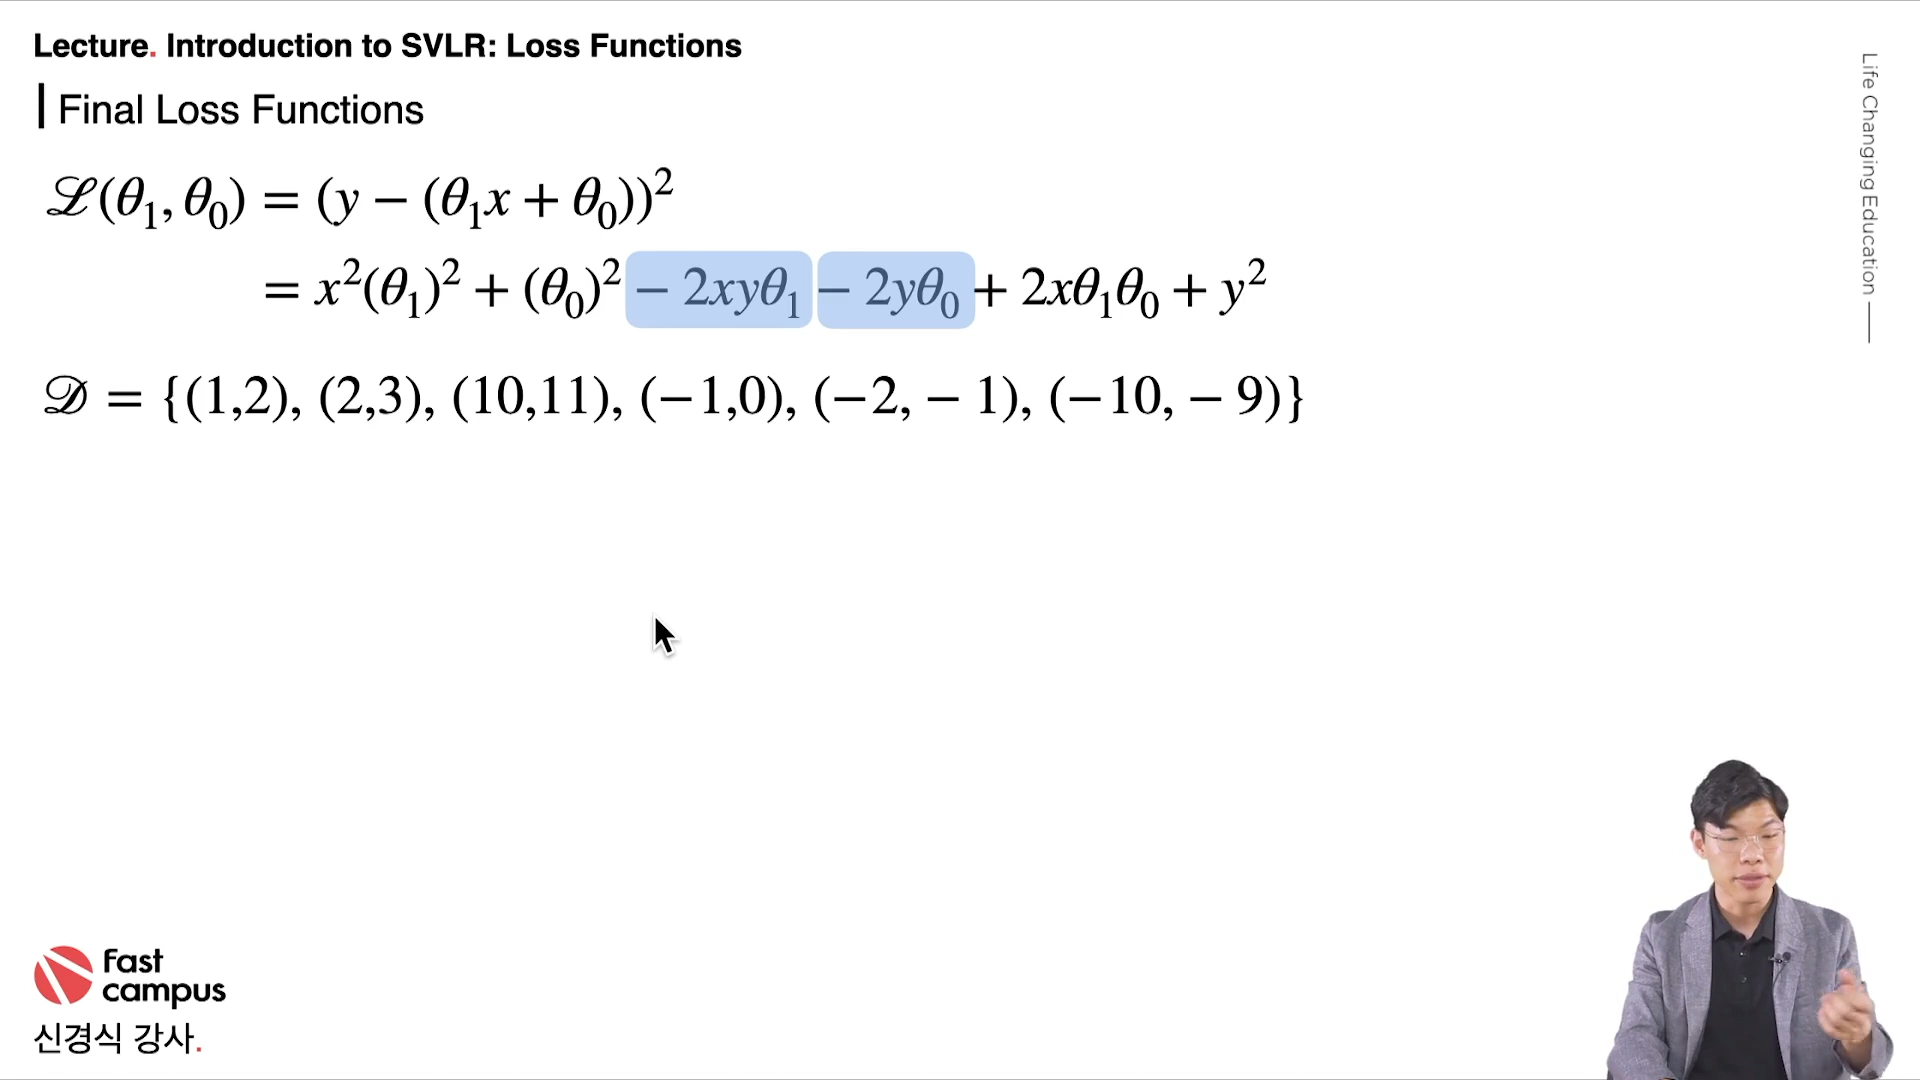 Lecture. Introduction to SVLR: Loss Functions
Final Loss Functions
ℒ(θ₁, θ₀) = (y − (θ₁x + θ₀))²
= x²(θ₁)² + (θ₀)² − 2xyθ₁ − 2yθ₀ + 2xθ₁θ₀ + y²
𝒟 = {(1,2), (2,3), (10,11), (−1,0), (−2, − 1), (−10, − 9)}
Life Changing Education
fast
campus
신경식 강사.